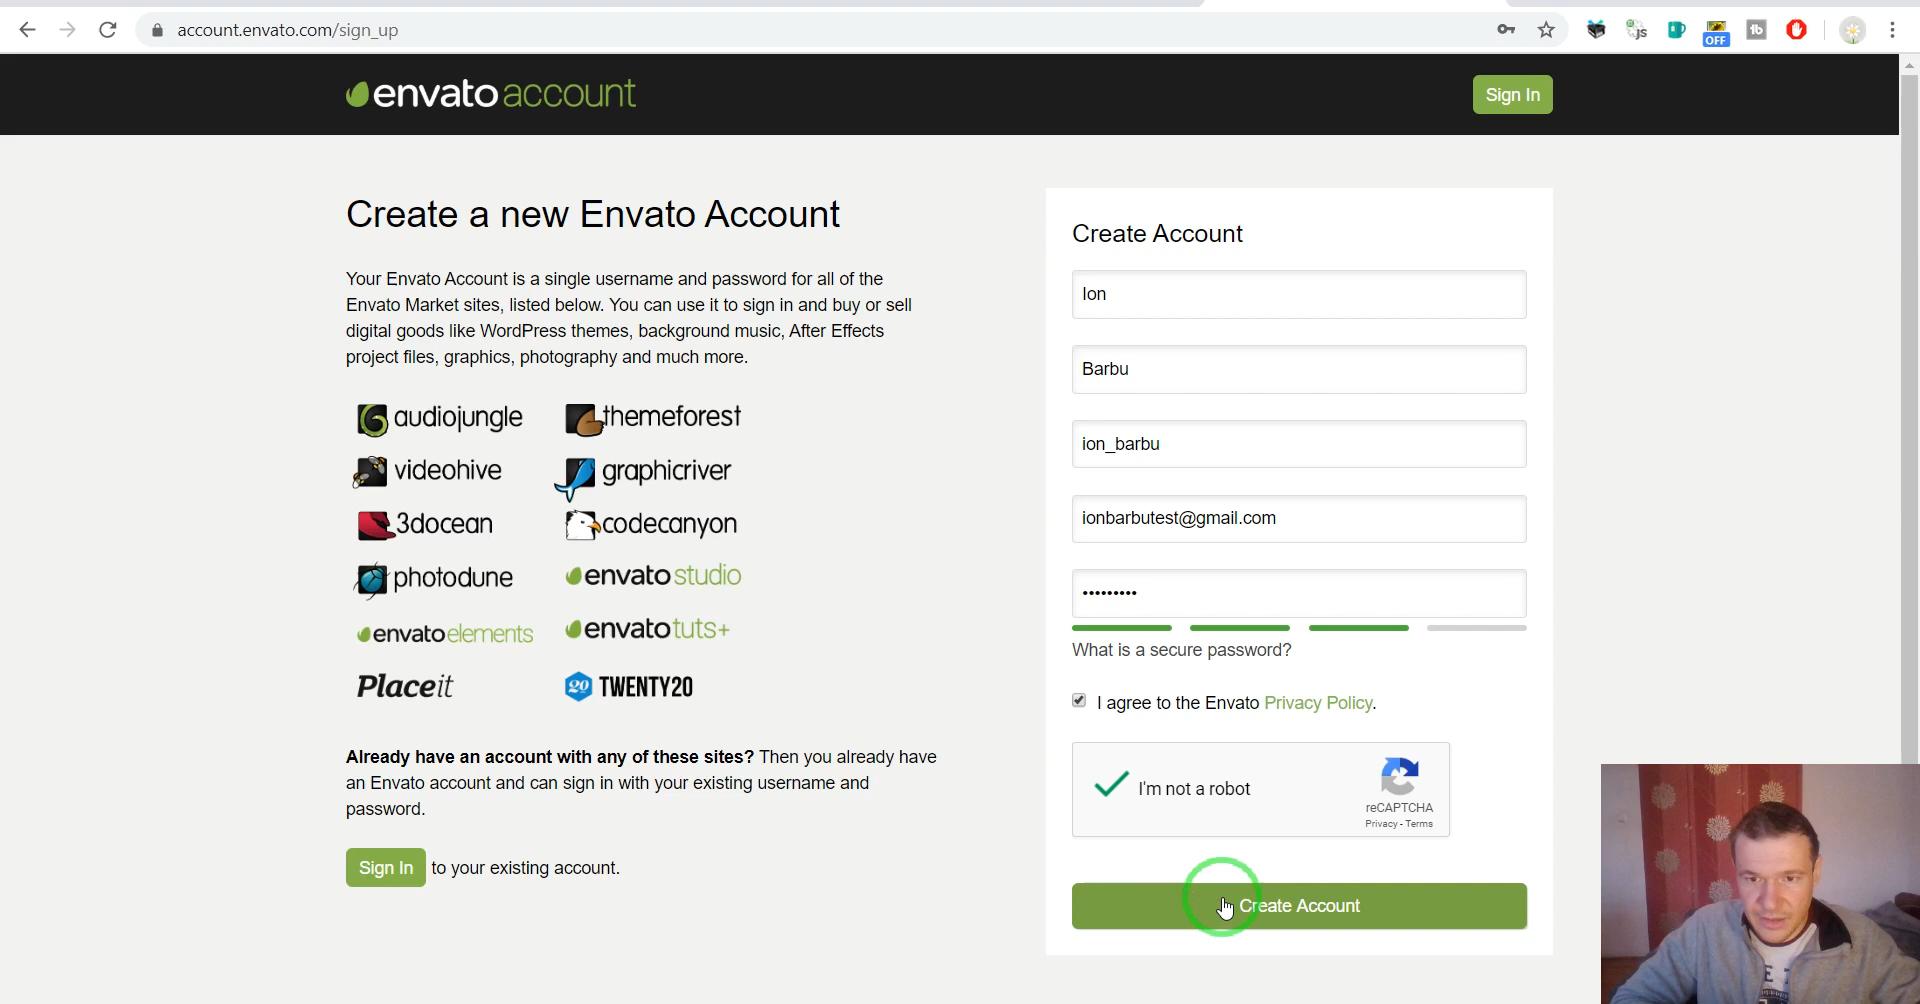 account.envato.com/sign_up
JS
OFF
tb
envato account
Sign In
Create a new Envato Account
Your Envato Account is a single username and password for all of the
Envato Market sites, listed below. You can use it to sign in and buy or sell
digital goods like WordPress themes, background music, After Effects
project files, graphics, photography and much more.
audiojungle
themeforest
videohive
graphicriver
3docean
codecanyon
photodune
envato studio
envato elements
envato tuts+
Placeit
20 TWENTY20
Already have an account with any of these sites? Then you already have
an Envato account and can sign in with your existing username and
password.
Sign In to your existing account.
Create Account
Ion
Barbu
ion_barbu
ionbarbutest@gmail.com
•••••••••
What is a secure password?
I agree to the Envato Privacy Policy.
I'm not a robot
reCAPTCHA
Privacy - Terms
Create Account